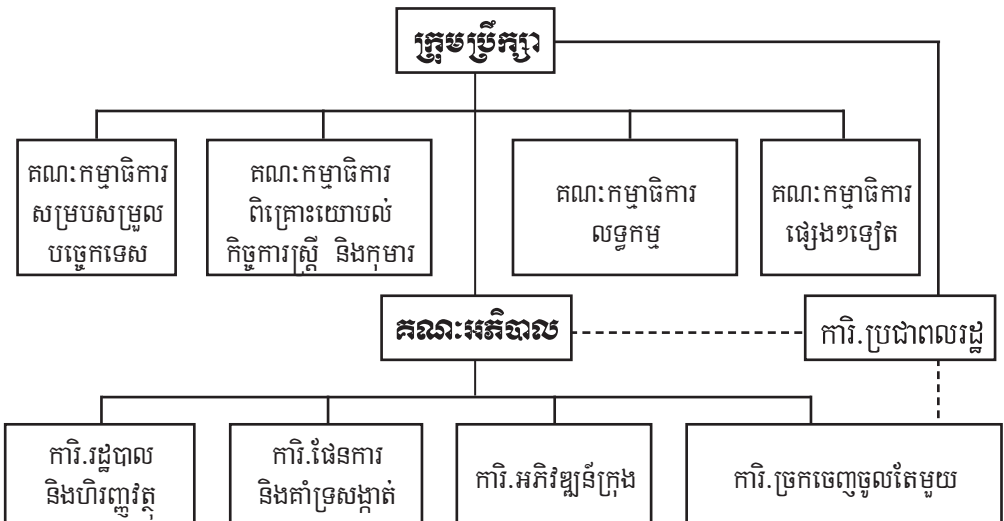 ក្រុមប្រឹក្សា
គណៈកម្មាធិការ
សម្របសម្រួល
បច្ចេកទេស
គណៈកម្មាធិការ
ពិគ្រោះយោបល់
កិច្ចការស្ត្រី និងកុមារ
គណៈកម្មាធិការ
លទ្ធកម្ម
គណៈកម្មាធិការ
ផ្សេងៗទៀត
គណៈអភិបាល
ការិ.ប្រជាពលរដ្ឋ
ការិ.រដ្ឋបាល
និងហិរញ្ញវត្ថុ
ការិ.ផែនការ
និងគាំទ្រសង្កាត់
ការិ.អភិវឌ្ឍន៍ក្រុង
ការិ.ច្រកចេញចូលតែមួយ